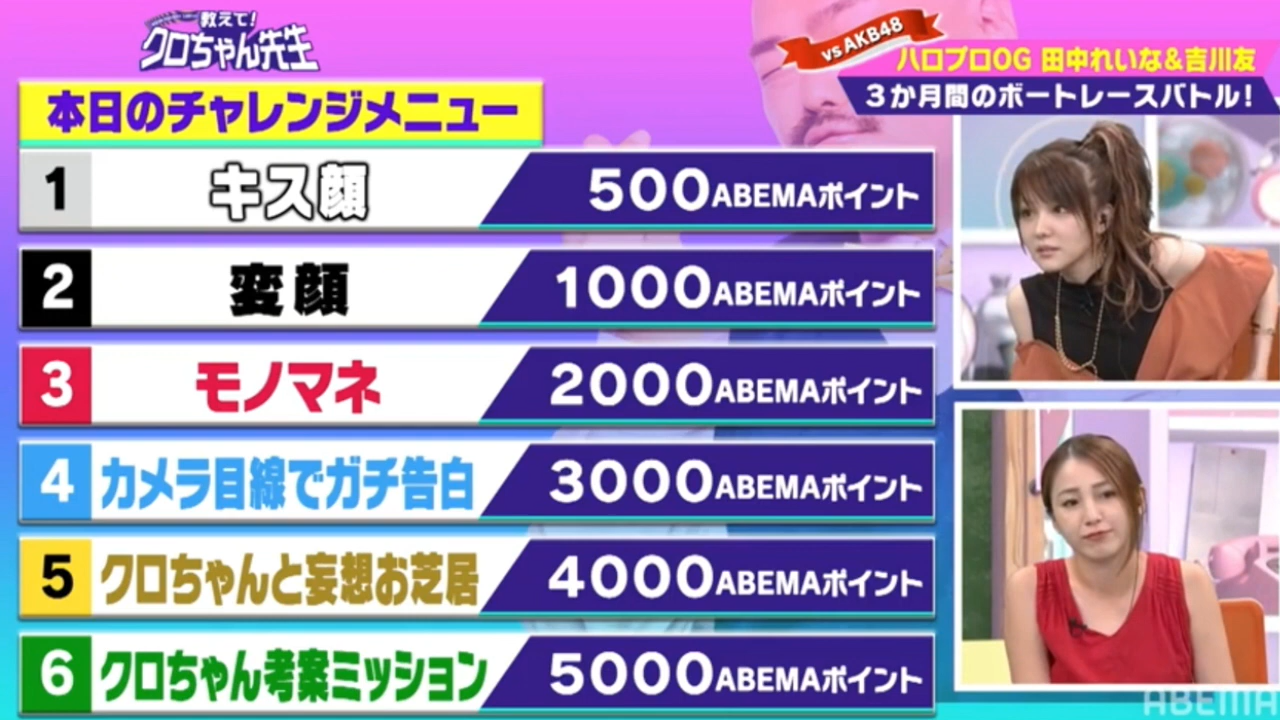 教えて!
クロちゃん先生
vs AKB48
ハロプロOG 田中れいな&吉川友
3か月間のボートレースバトル!
本日のチャレンジメニュー
1 キス顔 500ABEMAポイント
2 変顔 1000ABEMAポイント
3 モノマネ 2000ABEMAポイント
4 カメラ目線でガチ告白 3000ABEMAポイント
5 クロちゃんと妄想お芝居 4000ABEMAポイント
6 クロちゃん考案ミッション 5000ABEMAポイント
ABEMA